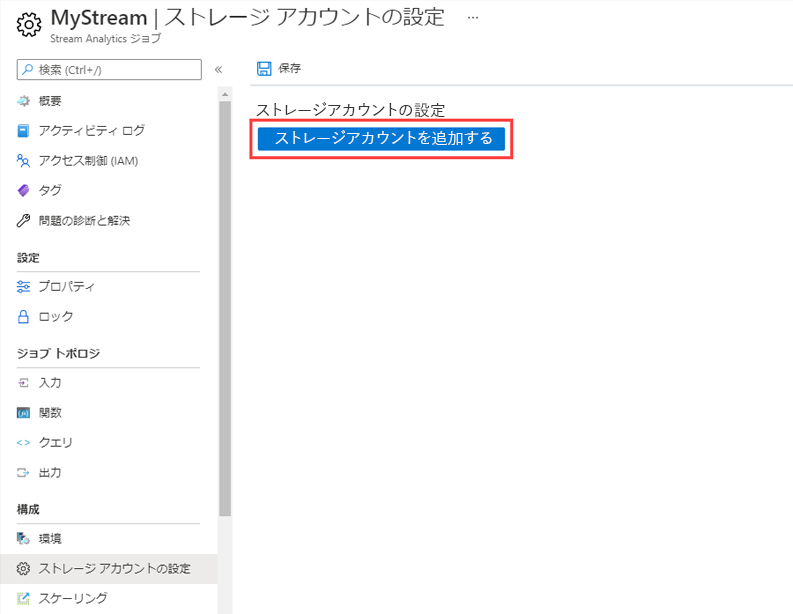 MyStream | ストレージ アカウントの設定 …
Stream Analytics ジョブ
検索 (Ctrl+/)
«
保存
概要
アクティビティ ログ
アクセス制御 (IAM)
タグ
問題の診断と解決
設定
プロパティ
ロック
ジョブ トポロジ
入力
関数
クエリ
出力
構成
環境
ストレージ アカウントの設定
スケーリング
ストレージアカウントの設定
ストレージアカウントを追加する